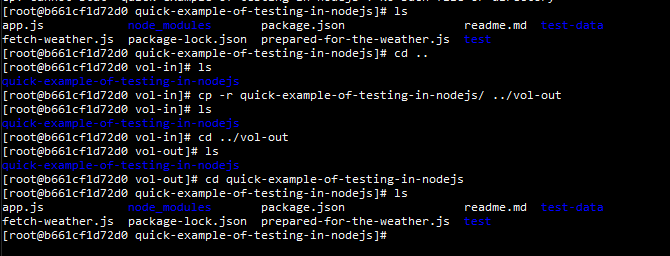 [root@b661cf1d72d0 quick-example-of-testing-in-nodejs]# ls
app.js node_modules package.json readme.md test-data
fetch-weather.js package-lock.json prepared-for-the-weather.js test
[root@b661cf1d72d0 quick-example-of-testing-in-nodejs]# cd ..
[root@b661cf1d72d0 vol-in]# ls
quick-example-of-testing-in-nodejs
[root@b661cf1d72d0 vol-in]# cp -r quick-example-of-testing-in-nodejs/ ../vol-out
[root@b661cf1d72d0 vol-in]# ls
quick-example-of-testing-in-nodejs
[root@b661cf1d72d0 vol-in]# cd ../vol-out
[root@b661cf1d72d0 vol-out]# ls
quick-example-of-testing-in-nodejs
[root@b661cf1d72d0 vol-out]# cd quick-example-of-testing-in-nodejs
[root@b661cf1d72d0 quick-example-of-testing-in-nodejs]# ls
app.js node_modules package.json readme.md test-data
fetch-weather.js package-lock.json prepared-for-the-weather.js test
[root@b661cf1d72d0 quick-example-of-testing-in-nodejs]#